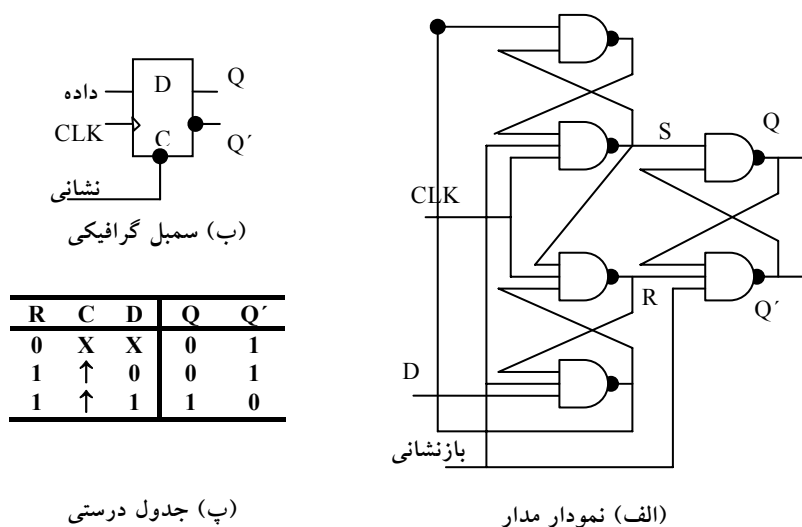 داده
CLK
D
C
Q
Q´
نشانی
(ب) سمبل گرافیکی
R C D Q Q´
0 X X 0 1
1 ↑ 0 0 1
1 ↑ 1 1 0
(پ) جدول درستی
CLK
D
بازنشانی
S
R
Q
Q´
(الف) نمودار مدار